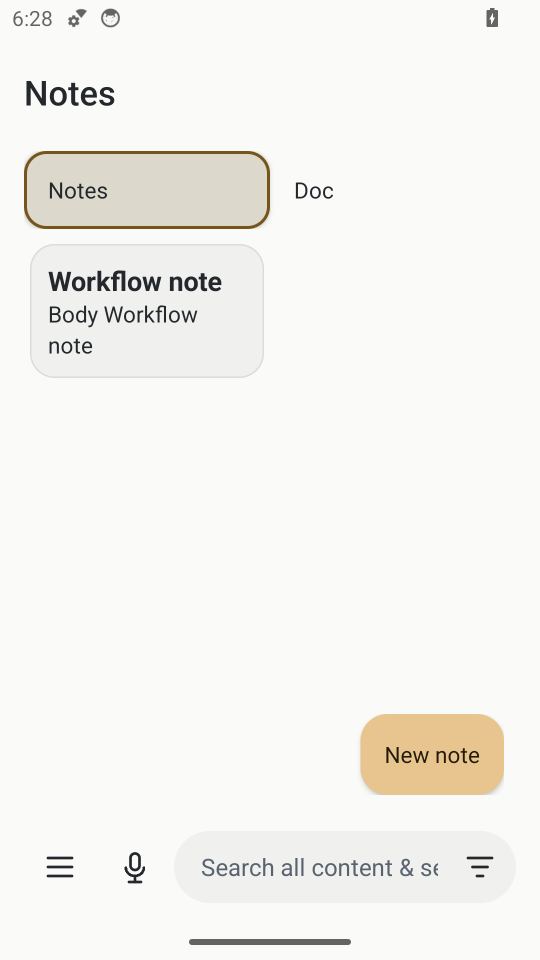 6:28
Notes
Notes
Doc
Workflow note
Body Workflow
note
New note
Search all content & se